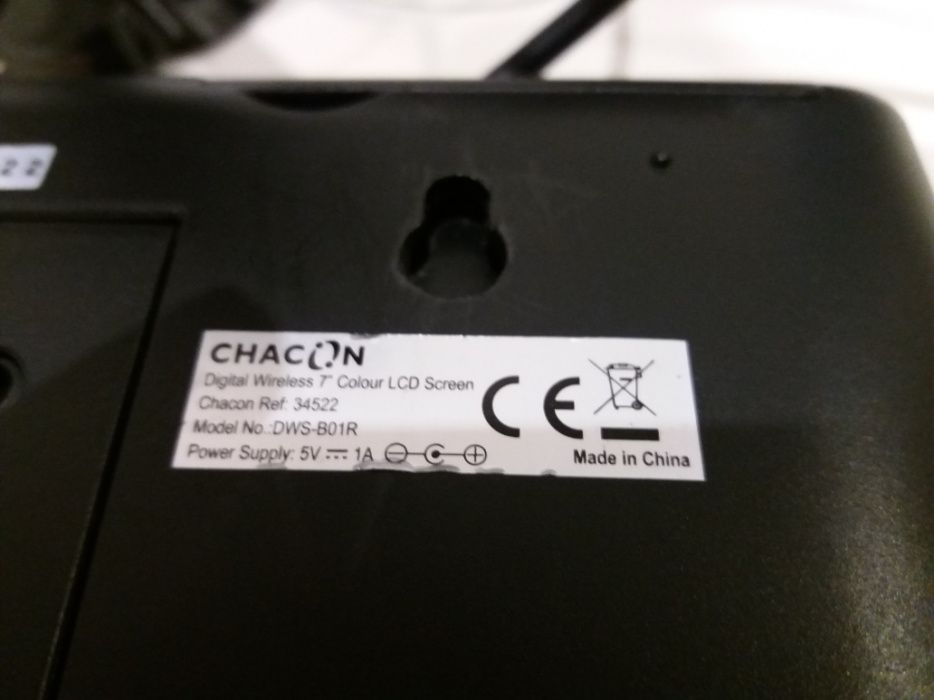 22
CHACON
Digital Wireless 7" Colour LCD Screen
Chacon Ref: 34522
Model No.:DWS-B01R
Power Supply: 5V ⎓ 1A
CE
Made in China